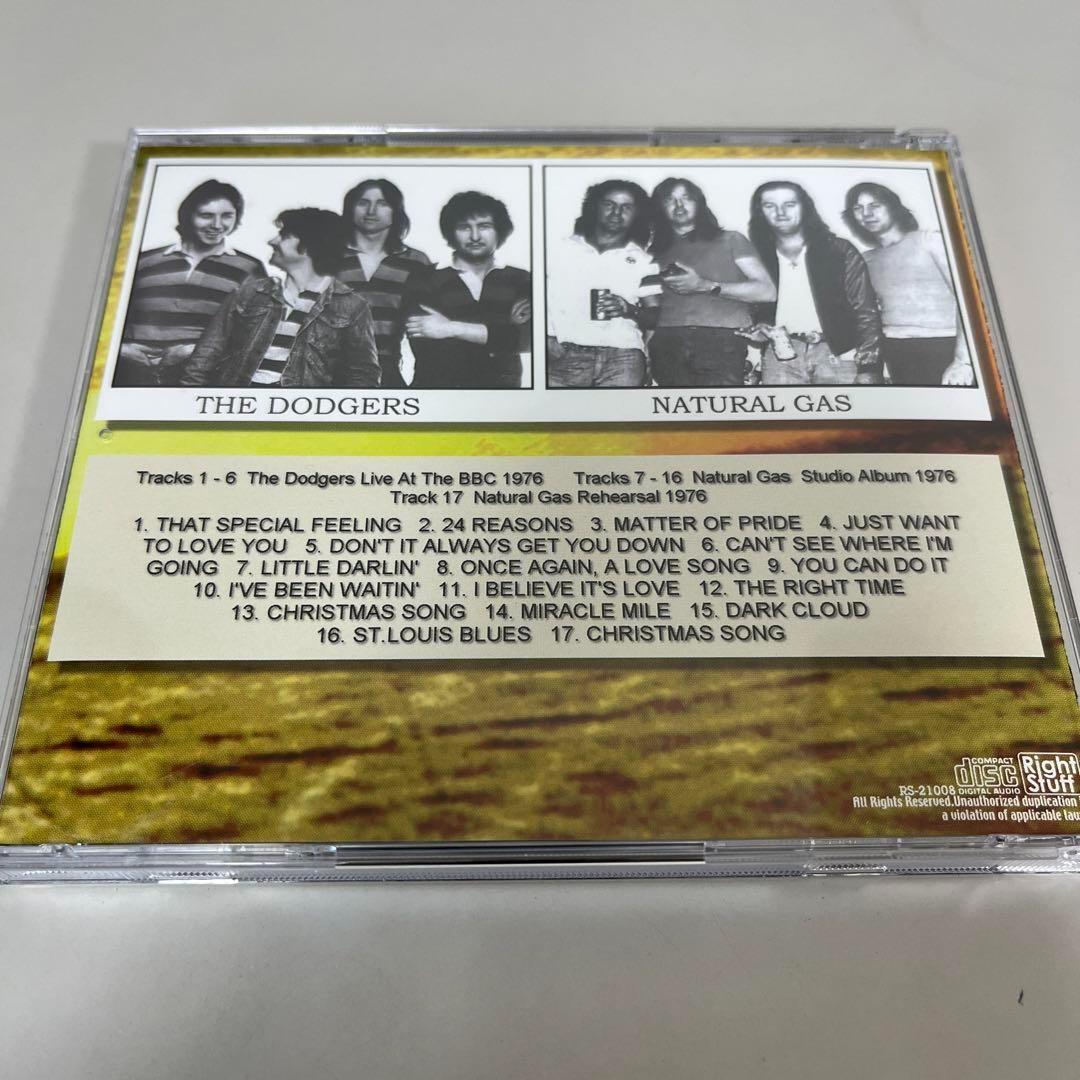 THE DODGERS
NATURAL GAS
Tracks 1 - 6 The Dodgers Live At The BBC 1976 Tracks 7 - 16 Natural Gas Studio Album 1976
Track 17 Natural Gas Rehearsal 1976
1. THAT SPECIAL FEELING 2. 24 REASONS 3. MATTER OF PRIDE 4. JUST WANT
TO LOVE YOU 5. DON'T IT ALWAYS GET YOU DOWN 6. CAN'T SEE WHERE I'M
GOING 7. LITTLE DARLIN' 8. ONCE AGAIN, A LOVE SONG 9. YOU CAN DO IT
10. I'VE BEEN WAITIN' 11. I BELIEVE IT'S LOVE 12. THE RIGHT TIME
13. CHRISTMAS SONG 14. MIRACLE MILE 15. DARK CLOUD
16. ST.LOUIS BLUES 17. CHRISTMAS SONG
COMPACT
disc
DIGITAL AUDIO
Right
Stuff
RS-21008
All Rights Reserved.Unauthorized duplication
a violation of applicable law